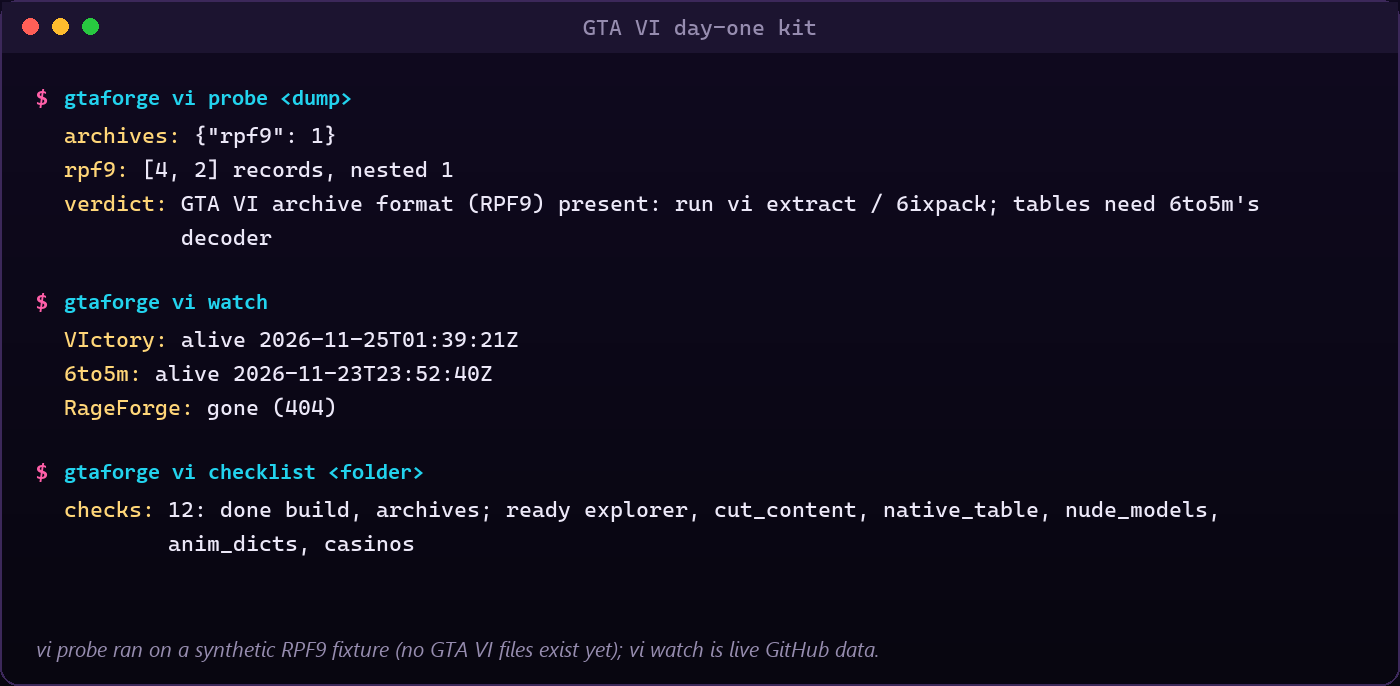 GTA VI day-one kit
$ gtaforge vi probe <dump>
archives: {"rpf9": 1}
rpf9: [4, 2] records, nested 1
verdict: GTA VI archive format (RPF9) present: run vi extract / 6ixpack; tables need 6to5m's
decoder
$ gtaforge vi watch
VIctory: alive 2026-11-25T01:39:21Z
6to5m: alive 2026-11-23T23:52:40Z
RageForge: gone (404)
$ gtaforge vi checklist <folder>
checks: 12: done build, archives; ready explorer, cut_content, native_table, nude_models,
anim_dicts, casinos
vi probe ran on a synthetic RPF9 fixture (no GTA VI files exist yet); vi watch is live GitHub data.